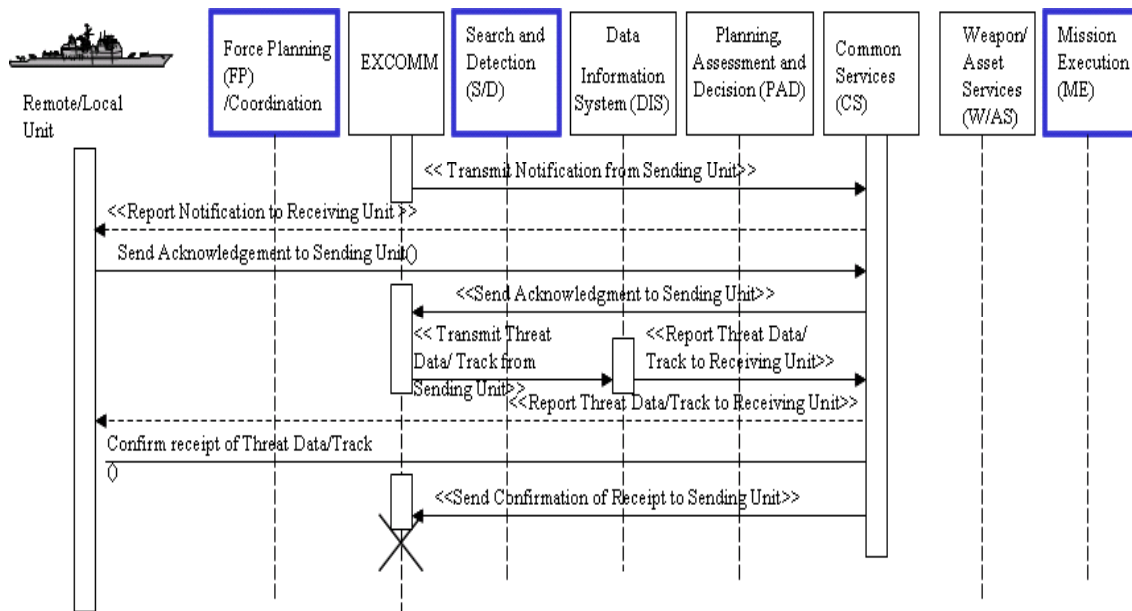 Remote/Local
Unit
Force Planning
(FP)
/Coordination
EXCOMM
Search and
Detection
(S/D)
Data
Information
System (DIS)
Planning,
Assessment and
Decision (PAD)
Common
Services
(CS)
Weapon/
Asset
Services
(W/AS)
Mission
Execution
(ME)
<< Transmit Notification from Sending Unit>>
<<Report Notification to Receiving Unit >>
Send Acknowledgement to Sending Unit()
<<Send Acknowledgment to Sending Unit>>
<< Transmit Threat
Data/ Track from
Sending Unit>>
<<Report Threat Data/
Track to Receiving Unit>>
<<Report Threat Data/Track to Receiving Unit>>
Confirm receipt of Threat Data/Track
()
<<Send Confirmation of Receipt to Sending Unit>>